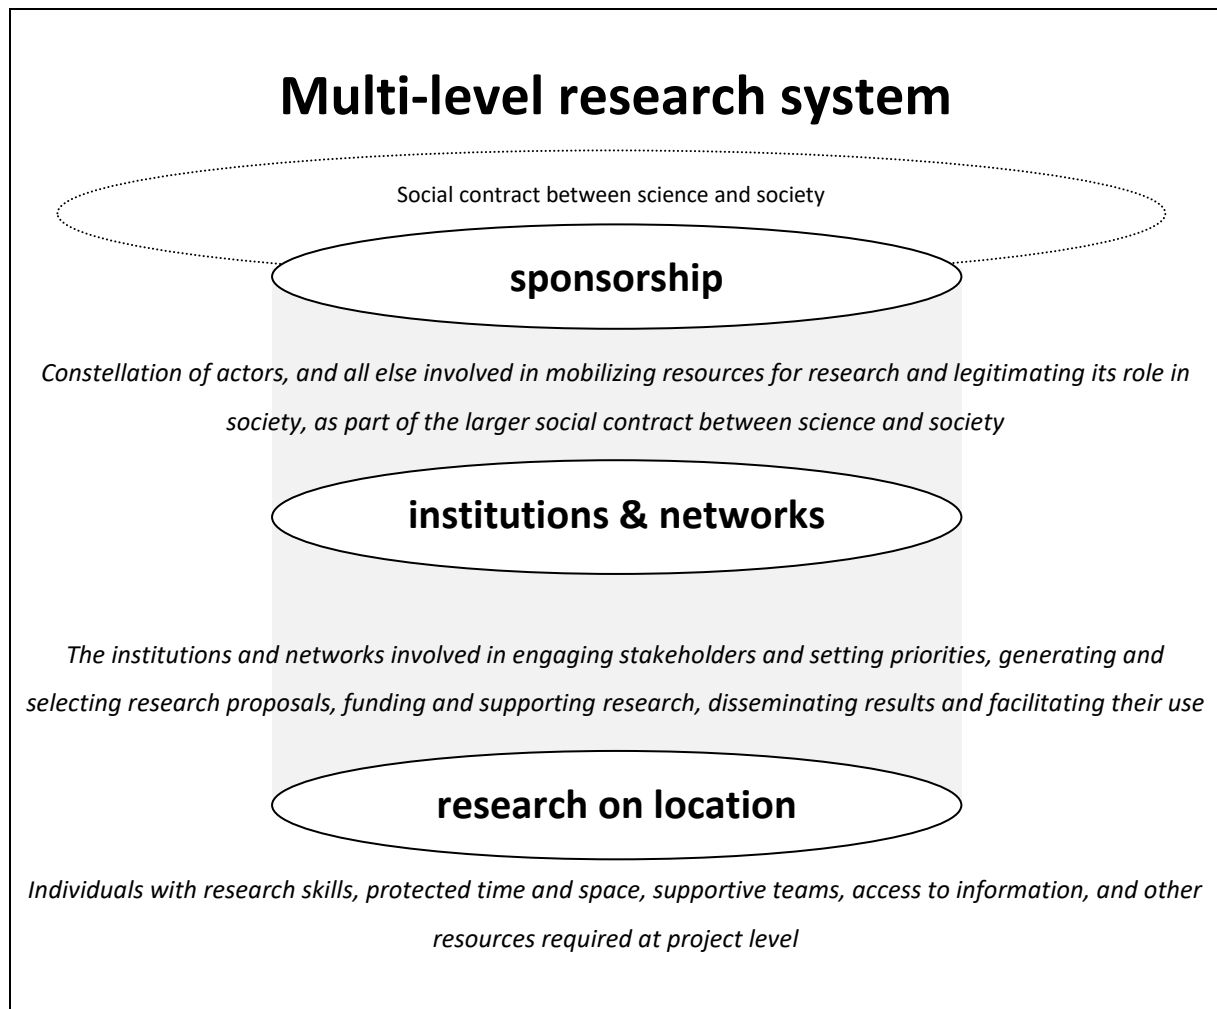 Multi-level research system
Social contract between science and society
sponsorship
Constellation of actors, and all else involved in mobilizing resources for research and legitimating its role in
society, as part of the larger social contract between science and society
institutions & networks
The institutions and networks involved in engaging stakeholders and setting priorities, generating and
selecting research proposals, funding and supporting research, disseminating results and facilitating their use
research on location
Individuals with research skills, protected time and space, supportive teams, access to information, and other
resources required at project level